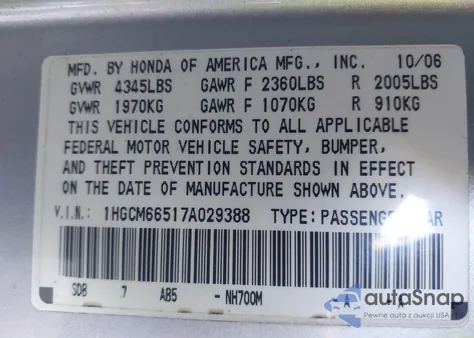 MFD. BY HONDA OF AMERICA MFG., INC. 10/06
GVWR 4345LBS GAWR F 2360LBS R 2005LBS
GVWR 1970KG GAWR F 1070KG R 910KG
THIS VEHICLE CONFORMS TO ALL APPLICABLE
FEDERAL MOTOR VEHICLE SAFETY, BUMPER,
AND THEFT PREVENTION STANDARDS IN EFFECT
ON THE DATE OF MANUFACTURE SHOWN ABOVE.
V.I.N.: 1HGCM66517A029388 TYPE:
SDB 7 AB5 -NH700M -A
autoSnap
Pewne auta z aukcji USA